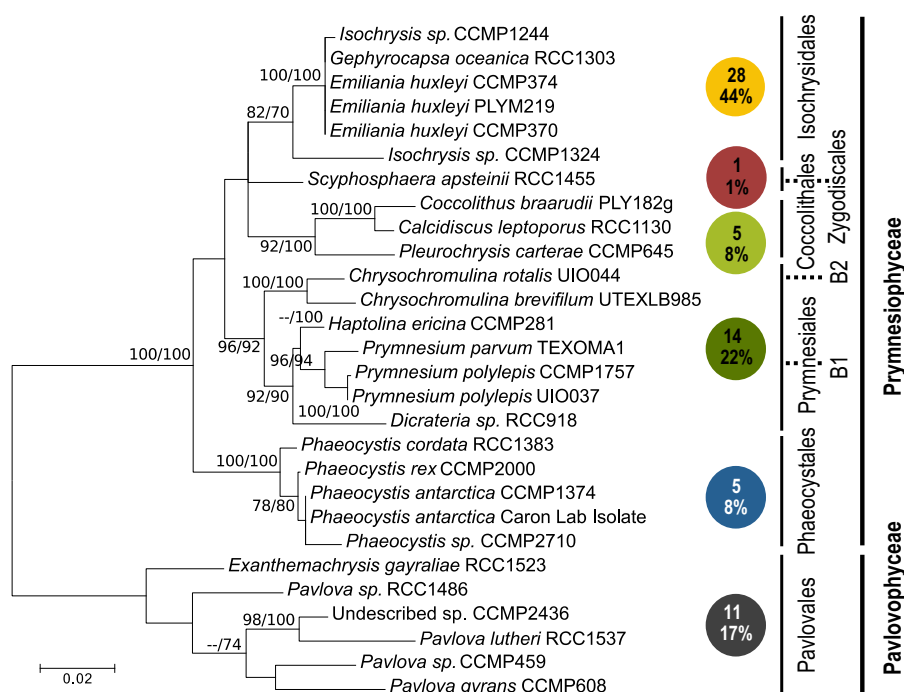 Isochrysis sp. CCMP1244
Gephyrocapsa oceanica RCC1303
100/100
Emiliania huxleyi CCMP374
Emiliania huxleyi PLYM219
82/70
Emiliania huxleyi CCMP370
Isochrysis sp. CCMP1324
28
44%
Isochrysidales
Scyphosphaera apsteinii RCC1455
1
1%
Zygodiscales
Coccolithus braarudii PLY182g
100/100
Calcidiscus leptoporus RCC1130
92/100
Pleurochrysis carterae CCMP645
5
8%
Coccolithales
Chrysochromulina rotalis UIO044
100/100
B2
Chrysochromulina brevifilum UTEXLB985
--/100
Haptolina ericina CCMP281
96/92
100/100
96/94
Prymnesium parvum TEXOMA1
Prymnesium polylepis CCMP1757
92/90
Prymnesium polylepis UIO037
100/100
Dicrateria sp. RCC918
14
22%
Prymnesiales
B1
Prymnesiophyceae
Phaeocystis cordata RCC1383
100/100
Phaeocystis rex CCMP2000
78/80
Phaeocystis antarctica CCMP1374
Phaeocystis antarctica Caron Lab Isolate
Phaeocystis sp. CCMP2710
5
8%
Phaeocystales
Exanthemachrysis gayraliae RCC1523
Pavlova sp. RCC1486
98/100
Undescribed sp. CCMP2436
--/74
Pavlova lutheri RCC1537
Pavlova sp. CCMP459
Pavlova gyrans CCMP608
11
17%
Pavlovales
Pavlovophyceae
0.02